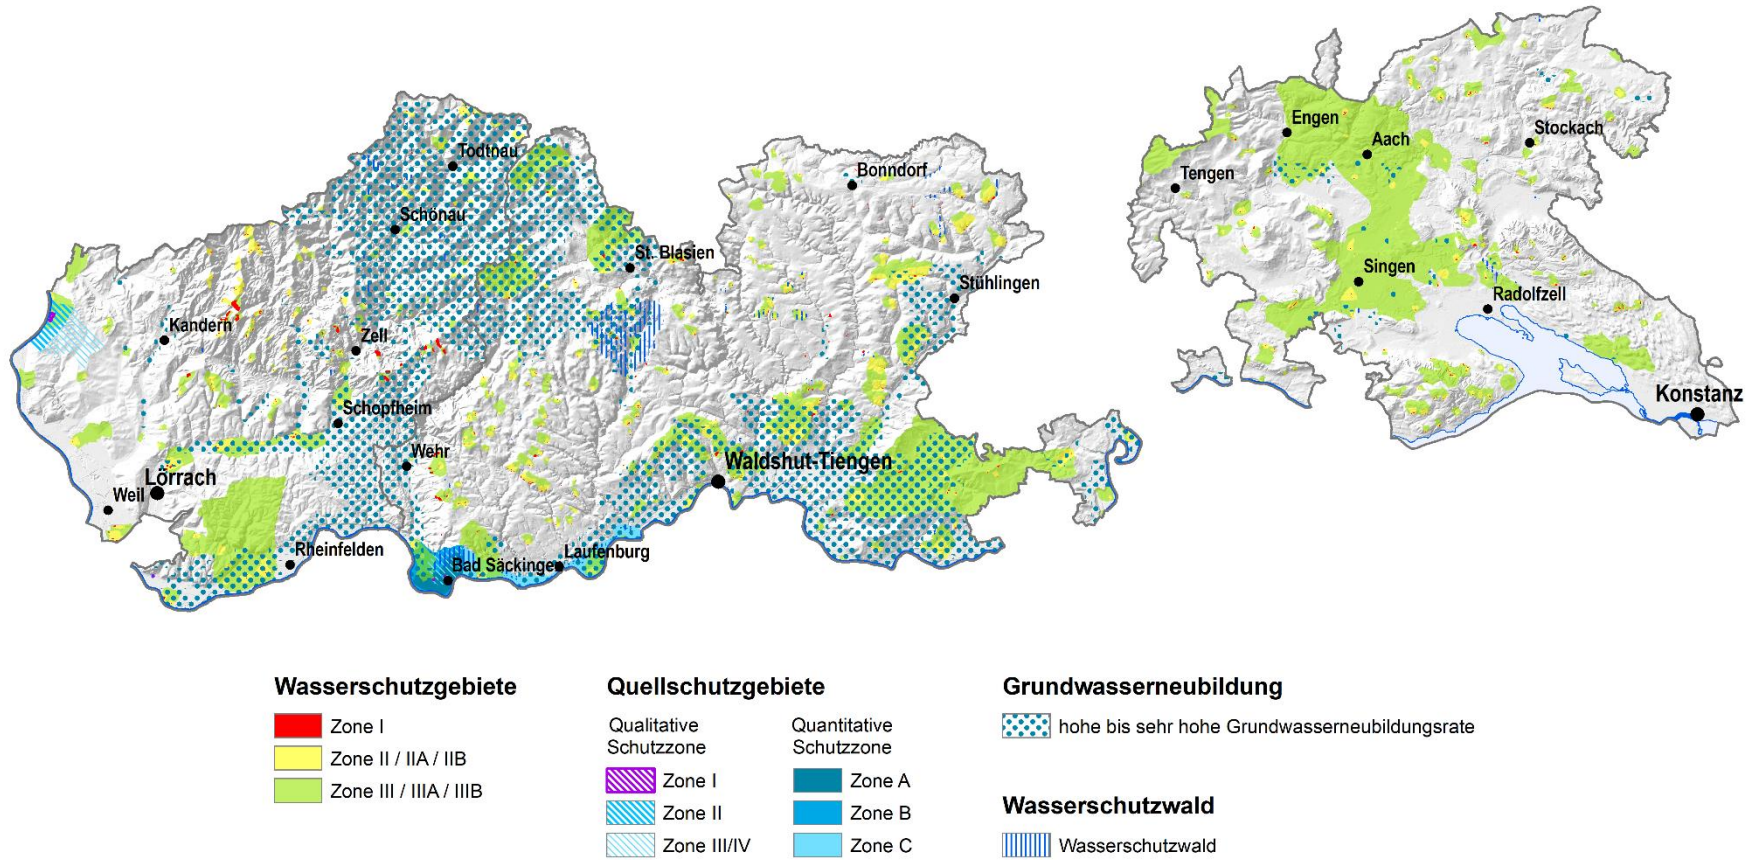 Engen
Aach
Stockach
Tengen
Todtnau
Bonndorf
Schönau
St. Blasien
Singen
Radolfzell
Stühlingen
Kandern
Zell
Konstanz
Schopfheim
Wehr
Waldshut-Tiengen
Lörrach
Weil
Rheinfelden
Laufenburg
Bad Säckingen
Wasserschutzgebiete
Zone I
Zone II / IIA / IIB
Zone III / IIIA / IIIB
Quellschutzgebiete
Qualitative
Schutzzone
Zone I
Zone II
Zone III/IV
Quantitative
Schutzzone
Zone A
Zone B
Zone C
Grundwasserneubildung
hohe bis sehr hohe Grundwasserneubildungsrate
Wasserschutzwald
Wasserschutzwald